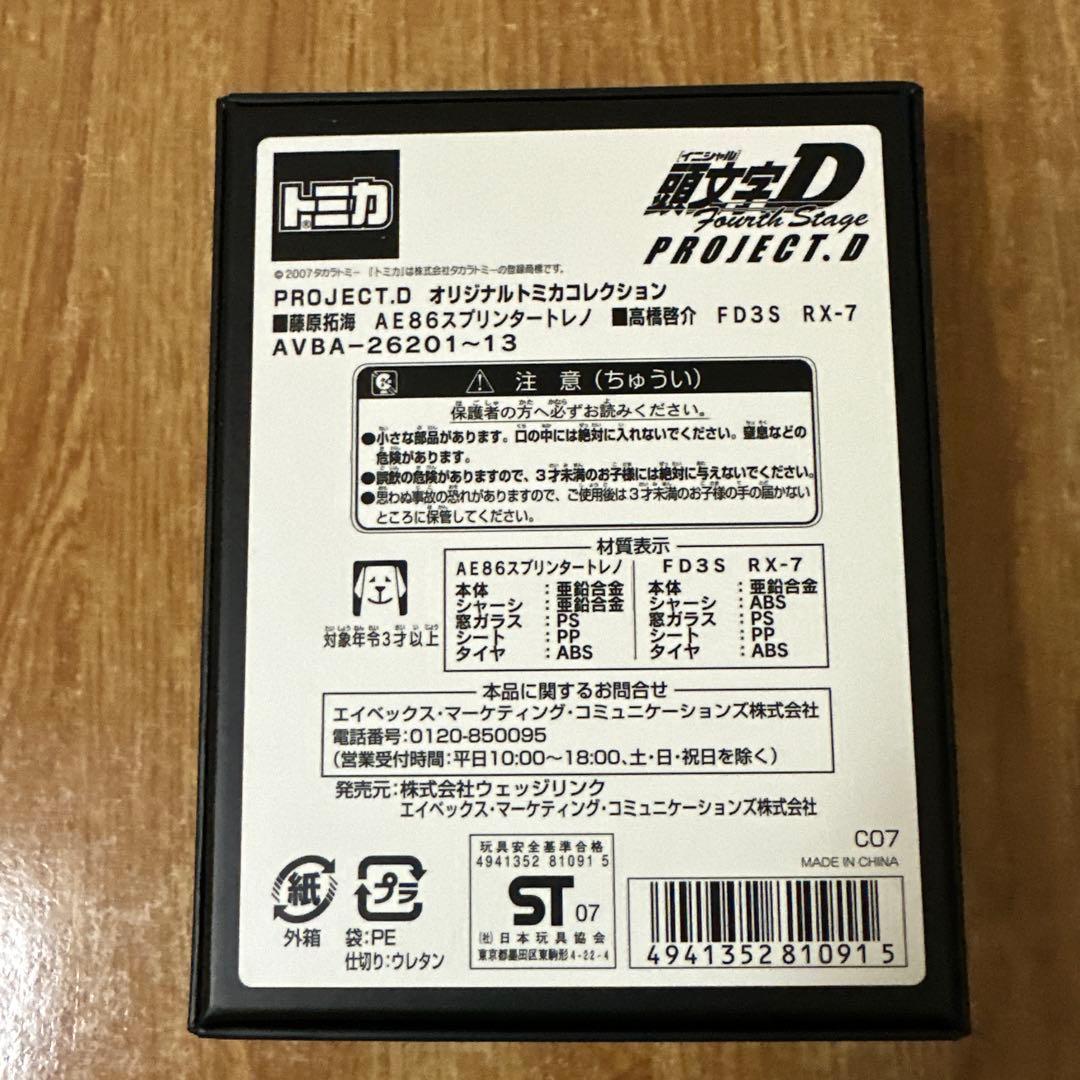 トミカ
®
[イニシャル]
頭文字D
Fourth Stage
PROJECT.D
©2007タカラトミー 「トミカ」は株式会社タカラトミーの登録商標です。
PROJECT.D オリジナルトミカコレクション
■藤原拓海 AE86スプリンタートレノ ■高橋啓介 FD3S RX-7
AVBA-26201~13
注 意 (ちゅうい)
保護者の方へ必ずお読みください。
●小さな部品があります。口の中には絶対に入れないでください。窒息などの
危険があります。
●誤飲の危険がありますので、3才未満のお子様には絶対に与えないでください。
●思わぬ事故の恐れがありますので、ご使用後は3才未満のお子様の手の届かない
ところに保管してください。
対象年令3才以上
材質表示
AE86スプリンタートレノ
本体 :亜鉛合金
シャーシ :亜鉛合金
窓ガラス :PS
シート :PP
タイヤ :ABS
FD3S RX-7
本体 :亜鉛合金
シャーシ :ABS
窓ガラス :PS
シート :PP
タイヤ :ABS
本品に関するお問合せ
エイベックス・マーケティング・コミュニケーションズ株式会社
電話番号:0120-850095
(営業受付時間:平日10:00~18:00、土・日・祝日を除く)
発売元:株式会社ウェッジリンク
エイベックス・マーケティング・コミュニケーションズ株式会社
紙
外箱
プラ
袋:PE
仕切り:ウレタン
玩具安全基準合格
4941352 81091 5
ST 07
(社)日本玩具協会
東京都墨田区東駒形4-22-4
C07
MADE IN CHINA
4941352810915